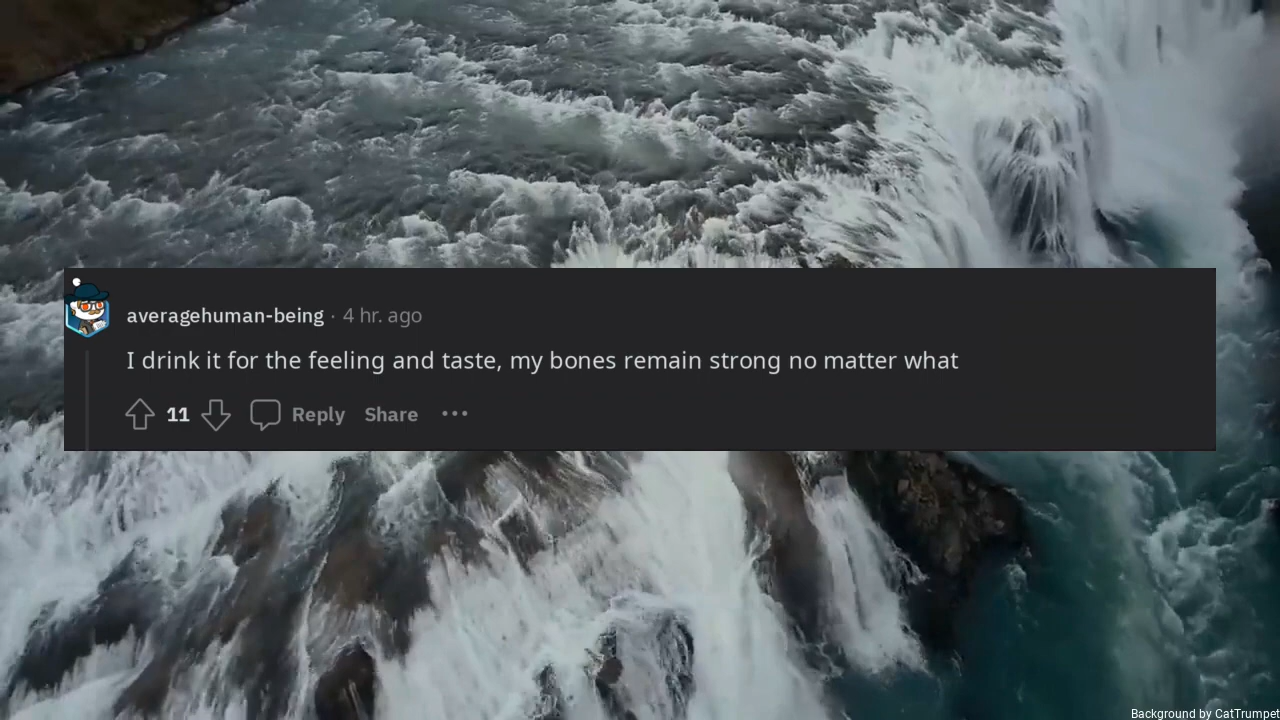 averagehuman-being · 4 hr. ago
I drink it for the feeling and taste, my bones remain strong no matter what
11 Reply Share ···
Background by CatTrumpet